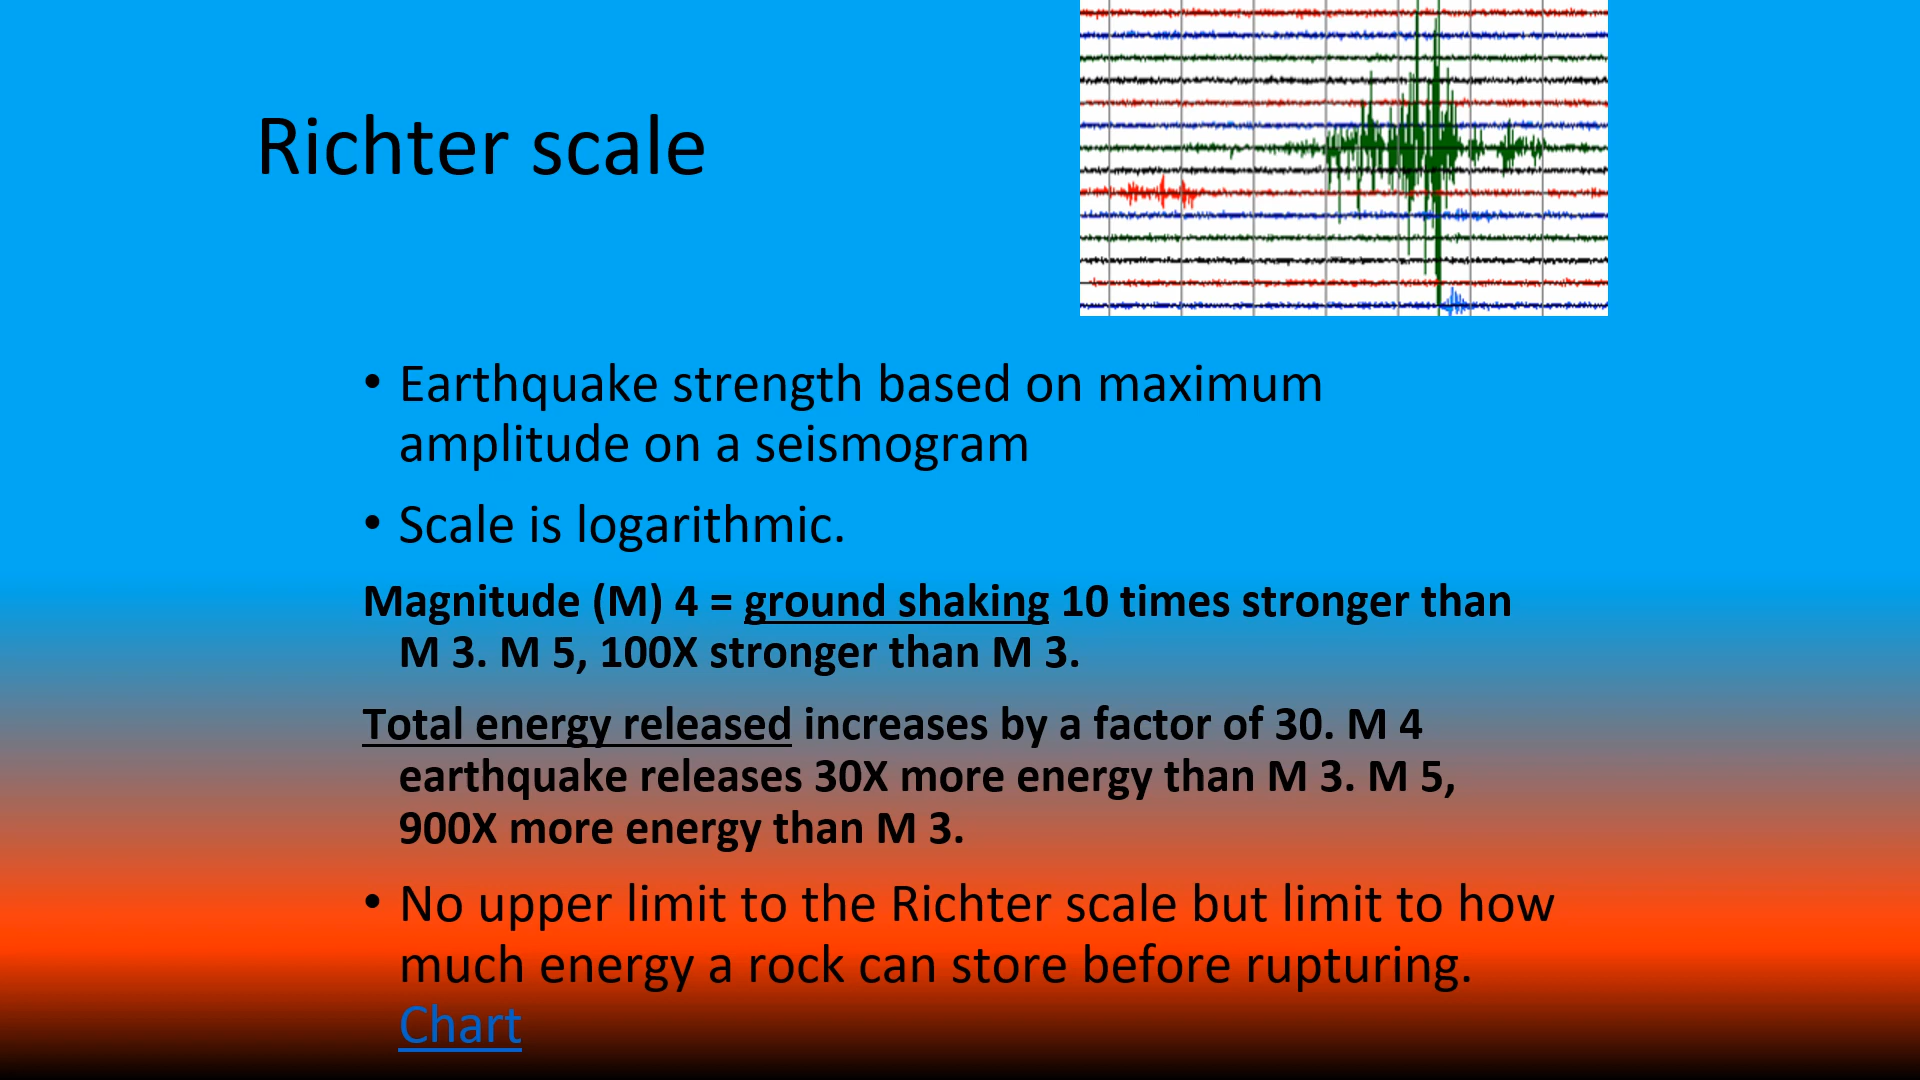 Richter scale
• Earthquake strength based on maximum
amplitude on a seismogram
• Scale is logarithmic.
Magnitude (M) 4 = ground shaking 10 times stronger than
M 3. M 5, 100X stronger than M 3.
Total energy released increases by a factor of 30. M 4
earthquake releases 30X more energy than M 3. M 5,
900X more energy than M 3.
• No upper limit to the Richter scale but limit to how
much energy a rock can store before rupturing.
Chart